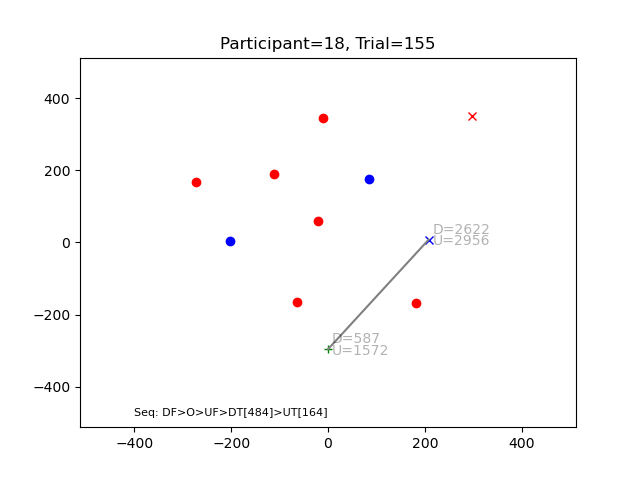 Participant=18, Trial=155
400
200
0
−200
−400
D=2622
U=2956
D=587
U=1572
Seq: DF>O>UF>DT[484]>UT[164]
−400
−200
0
200
400